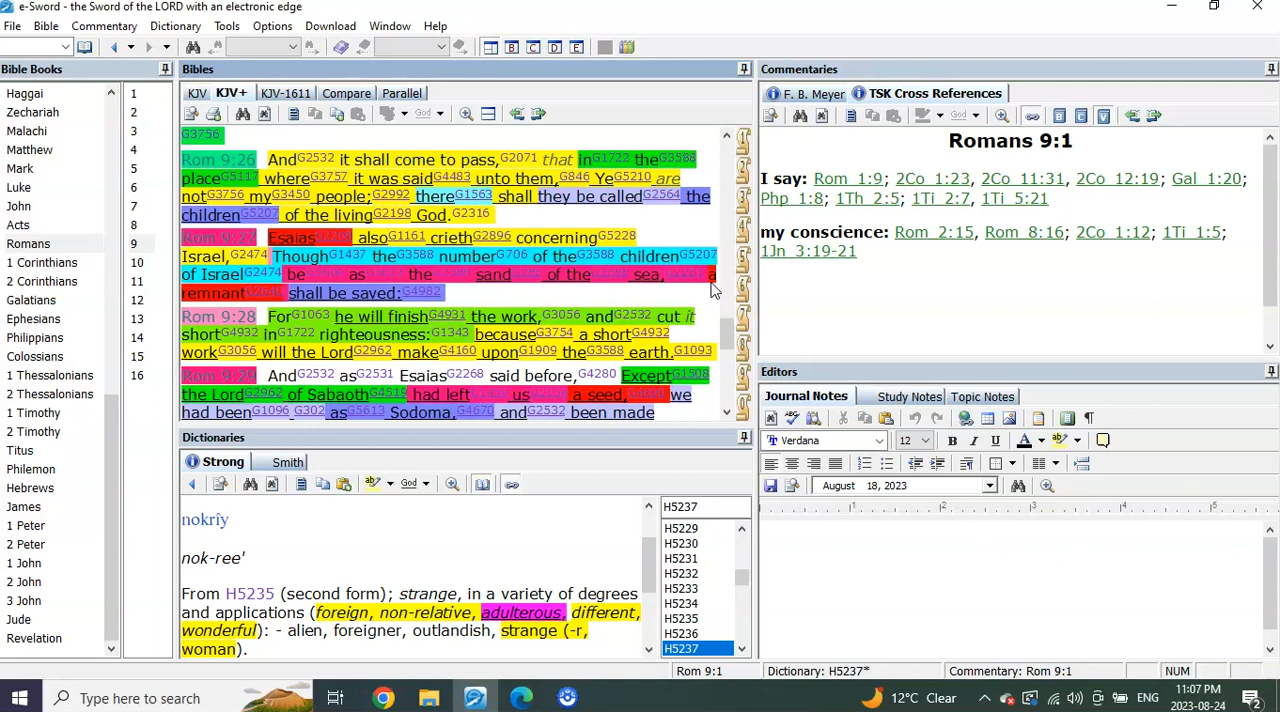 e-Sword - the Sword of the LORD with an electronic edge
File Bible Commentary Dictionary Tools Options Download Window Help
B C D E
Bible Books
Haggai
Zechariah
Malachi
Matthew
Mark
Luke
John
Acts
Romans
1 Corinthians
2 Corinthians
Galatians
Ephesians
Philippians
Colossians
1 Thessalonians
2 Thessalonians
1 Timothy
2 Timothy
Titus
Philemon
Hebrews
James
1 Peter
2 Peter
1 John
2 John
3 John
Jude
Revelation
1
2
3
4
5
6
7
8
9
10
11
12
13
14
15
16
Bibles
KJV KJV+ KJV-1611 Compare Parallel
God
G3756
Rom 9:26 And G2532 it shall come to pass, G2071 that in G1722 the G3588
place G5117 where G3757 it was said G4483 unto them, G846 Ye G5210 are
not G3756 my G3450 people; G2992 there G1563 shall they be called G2564 the
children G5207 of the living G2198 God. G2316
Rom 9:27 Esaias also G1161 crieth G2896 concerning G5228
Israel, G2474 Though G1437 the G3588 number G706 of the G3588 children G5207
of Israel G2474 be as the sand of the sea, a
remnant shall be saved: G4982
Rom 9:28 For G1063 he will finish G4931 the work, G3056 and G2532 cut it
short G4932 in G1722 righteousness: G1343 because G3754 a short G4932
work G3056 will the Lord G2962 make G4160 upon G1909 the G3588 earth. G1093
Rom 9:29 And G2532 as G2531 Esaias G2268 said before, G4280 Except G1508
the Lord G2962 of Sabaoth G4519 had left us a seed, we
had been G1096 G302 as G5613 Sodoma, G4670 and G2532 been made
Dictionaries
Strong Smith
God
nokrîy
nok-ree'
From H5235 (second form); strange, in a variety of degrees
and applications (foreign, non-relative, adulterous, different,
wonderful): - alien, foreigner, outlandish, strange (-r,
woman).
H5237
H5229
H5230
H5231
H5232
H5233
H5234
H5235
H5236
H5237
Commentaries
F. B. Meyer TSK Cross References
God B C V
Romans 9:1
I say: Rom 1:9; 2Co 1:23, 2Co 11:31, 2Co 12:19; Gal 1:20;
Php 1:8; 1Th 2:5; 1Ti 2:7, 1Ti 5:21
my conscience: Rom 2:15, Rom 8:16; 2Co 1:12; 1Ti 1:5;
1Jn 3:19-21
Editors
Journal Notes Study Notes Topic Notes
Verdana 12 B I U A
August 18, 2023
1 2 3 4 5
Rom 9:1 Dictionary: H5237* Commentary: Rom 9:1 NUM
Type here to search
12°C Clear ENG 11:07 PM
2023-08-24
2